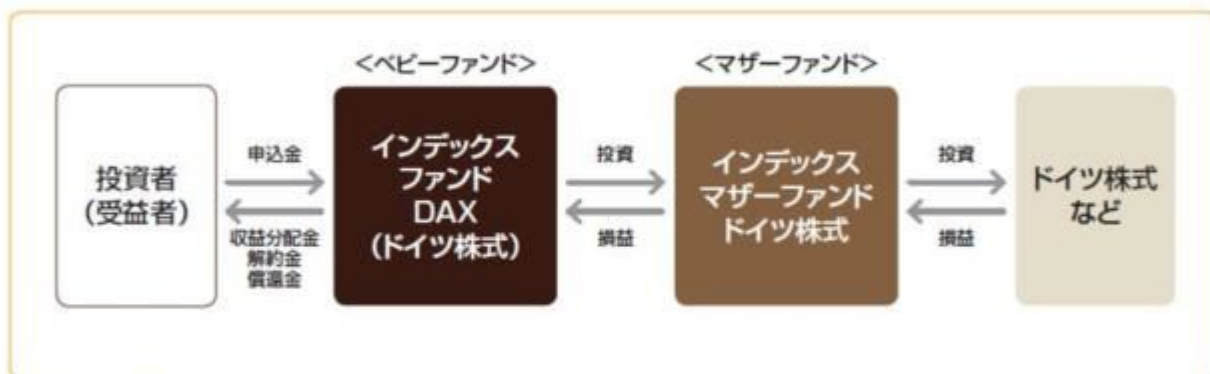 <ベビーファンド>
<マザーファンド>
投資者
(受益者)
申込金
収益分配金
解約金
償還金
インデックス
ファンド
DAX
(ドイツ株式)
投資
損益
インデックス
マザーファンド
ドイツ株式
投資
損益
ドイツ株式
など